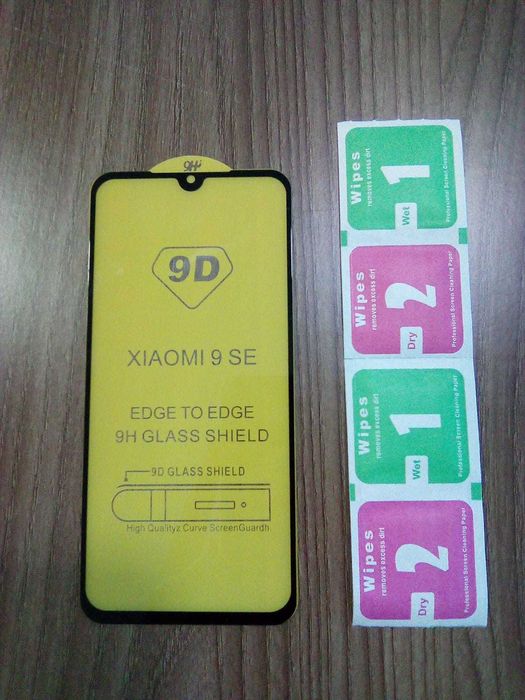 9H+
9D
XIAOMI 9 SE
EDGE TO EDGE
9H GLASS SHIELD
9D GLASS SHIELD
High Qualityz Curve ScreenGuardh
Wipes
removes excess dirt
1
Wet
Professional Screen Cleaning Paper
Wipes
removes excess dirt
2
Dry
Professional Screen Cleaning Paper
Wipes
removes excess dirt
1
Wet
Professional Screen Cleaning Paper
Wipes
removes excess dirt
2
Dry
Professional Screen Cleaning Paper